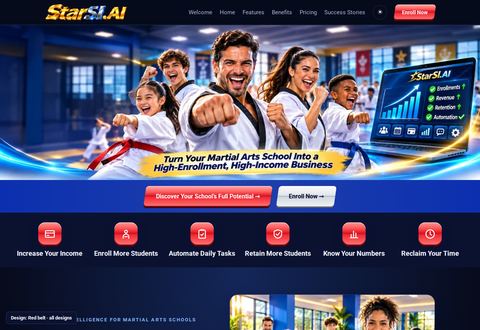 StarSI.AI
Welcome Home Features Benefits Pricing Success Stories
Enroll Now
StarSI.AI
Enrollments
Revenue
Retention
Automation
Turn Your Martial Arts School Into a
High-Enrollment, High-Income Business
Discover Your School's Full Potential →
Enroll Now →
Increase Your Income
Enroll More Students
Automate Daily Tasks
Retain More Students
Know Your Numbers
Reclaim Your Time
Design: Red belt · all designs
ELLIGENCE FOR MARTIAL ARTS SCHOOLS